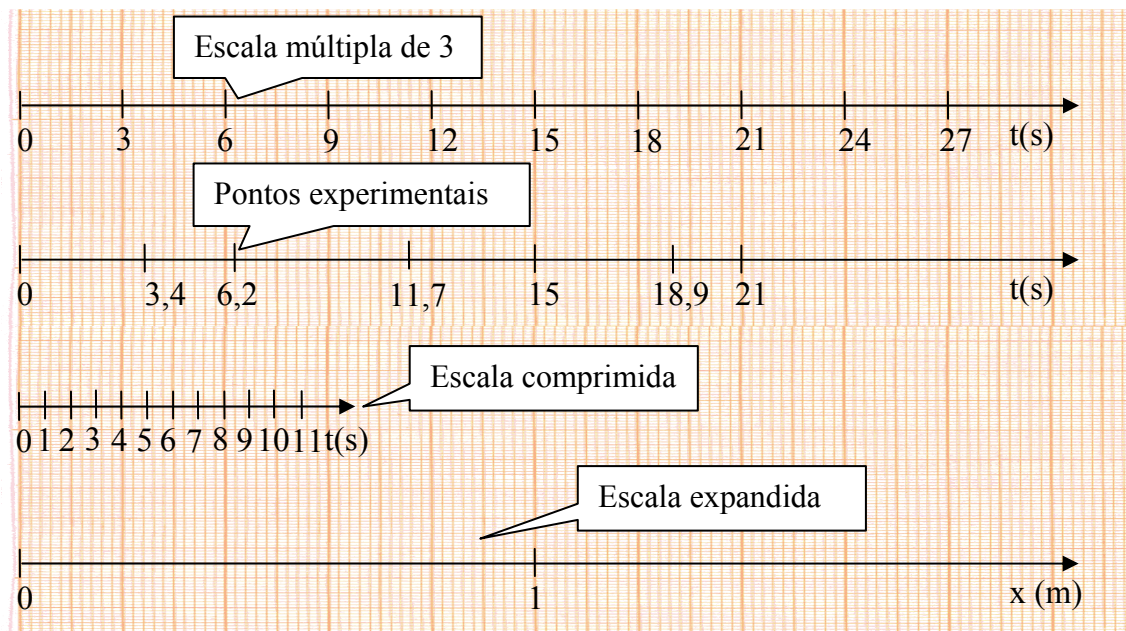 Escala múltipla de 3
0 3 6 9 12 15 18 21 24 27 t(s)
Pontos experimentais
0 3,4 6,2 11,7 15 18,9 21 t(s)
Escala comprimida
0 1 2 3 4 5 6 7 8 9 10 11 t(s)
Escala expandida
0 1 x (m)